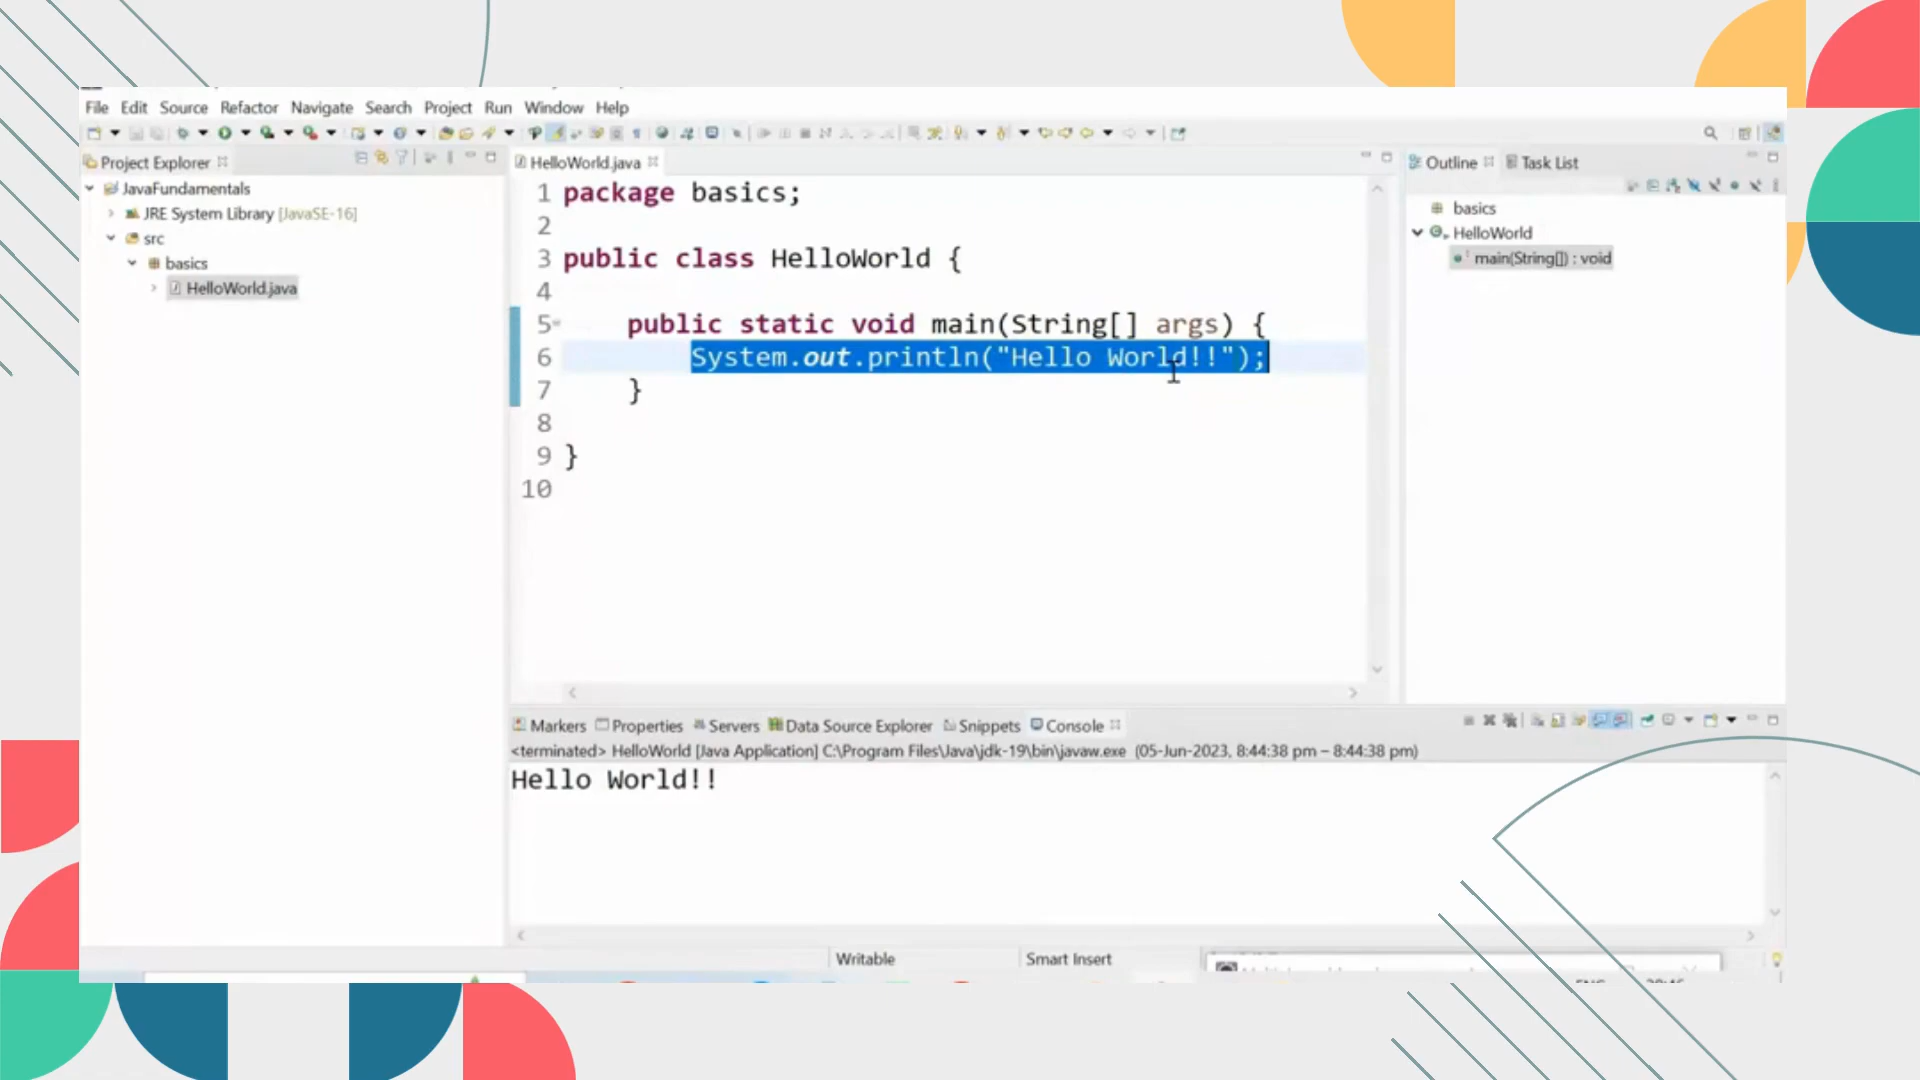 File Edit Source Refactor Navigate Search Project Run Window Help
Project Explorer
JavaFundamentals
JRE System Library [JavaSE-16]
src
basics
HelloWorld.java
HelloWorld.java
1 package basics;
2
3 public class HelloWorld {
4
5 public static void main(String[] args) {
6 System.out.println("Hello World!!");
7 }
8
9 }
10
Outline Task List
basics
HelloWorld
main(String[]) : void
Markers Properties Servers Data Source Explorer Snippets Console
<terminated> HelloWorld [Java Application] C:\Program Files\Java\jdk-19\bin\javaw.exe (05-Jun-2023, 8:44:38 pm – 8:44:38 pm)
Hello World!!
Writable Smart Insert